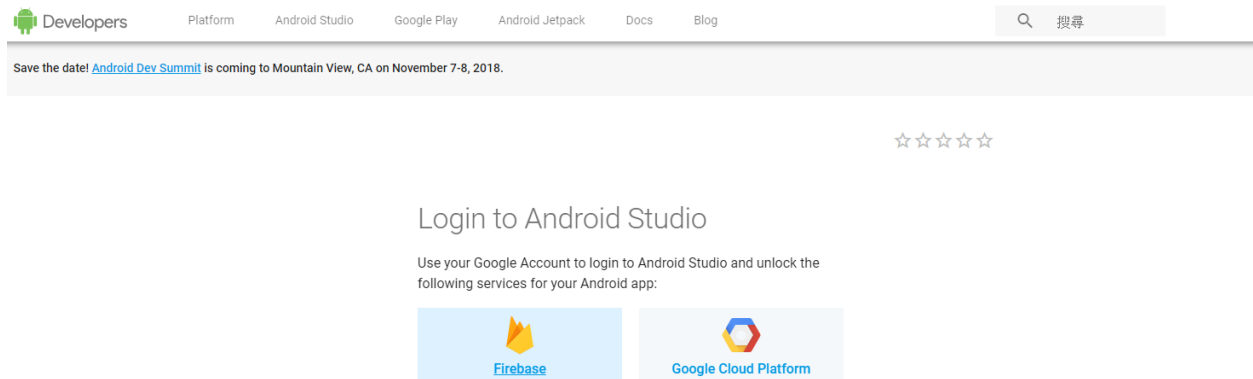 Developers Platform Android Studio Google Play Android Jetpack Docs Blog 搜尋
Save the date! Android Dev Summit is coming to Mountain View, CA on November 7-8, 2018.
Login to Android Studio
Use your Google Account to login to Android Studio and unlock the
following services for your Android app:
Firebase Google Cloud Platform